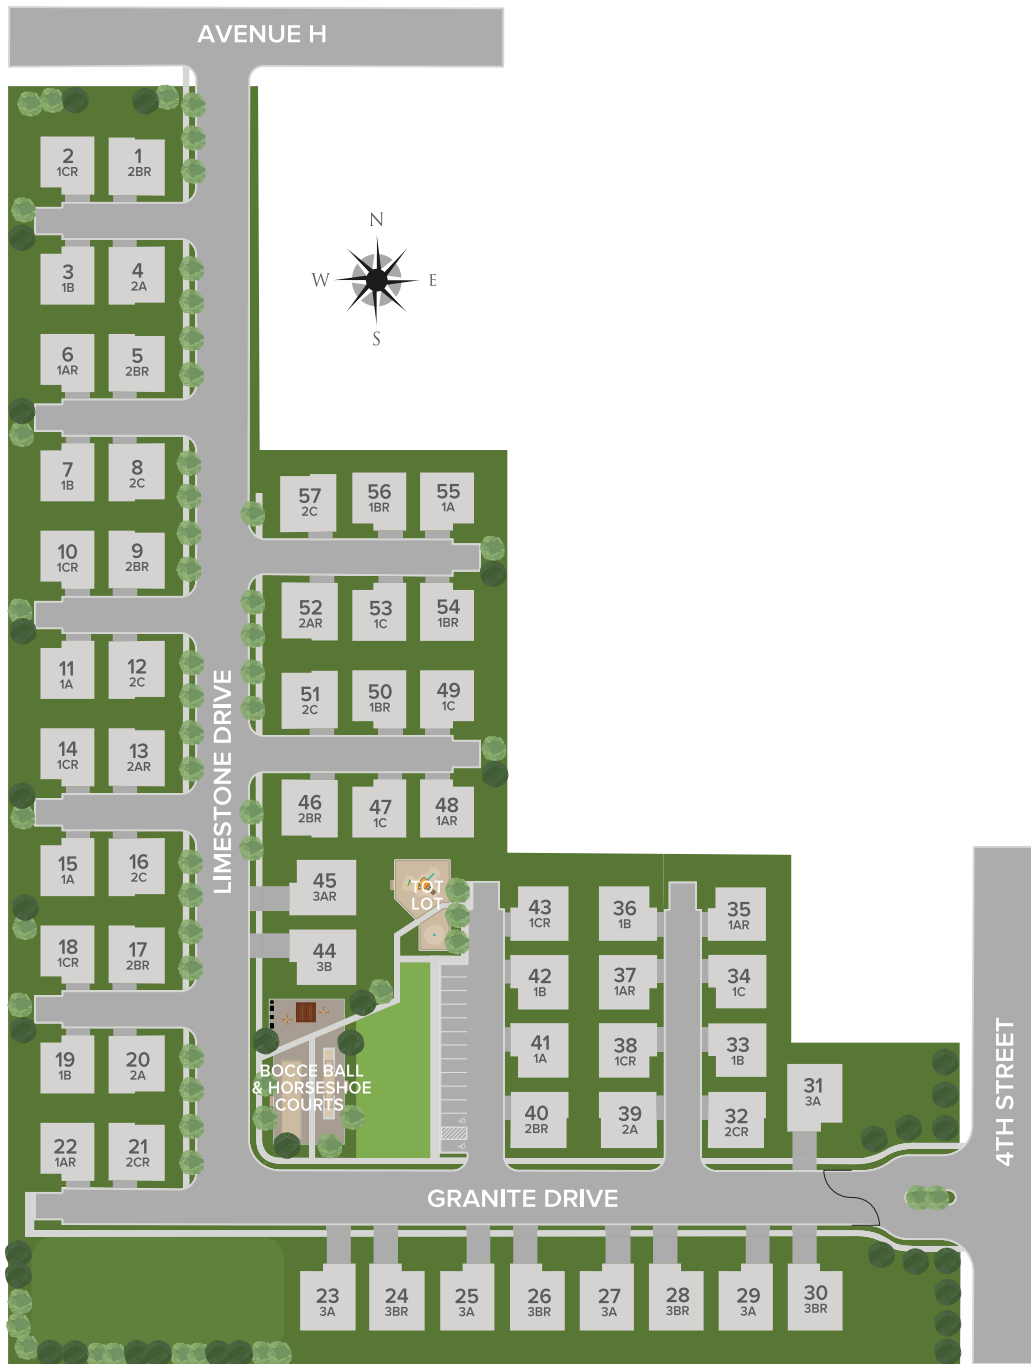 AVENUE H
2
1CR
1
2BR
N
W
E
S
3
1B
4
2A
6
1AR
5
2BR
7
1B
8
2C
57
2C
56
1BR
55
1A
10
1CR
9
2BR
52
2AR
53
1C
54
1BR
11
1A
12
2C
LIMESTONE DRIVE
51
2C
50
1BR
49
1C
14
1CR
13
2AR
46
2BR
47
1C
48
1AR
15
1A
16
2C
45
3AR
TOT
LOT
43
1CR
36
1B
35
1AR
18
1CR
17
2BR
44
3B
42
1B
37
1AR
34
1C
19
1B
20
2A
BOCCE BALL
& HORSESHOE
COURTS
41
1A
38
1CR
33
1B
31
3A
4TH STREET
22
1AR
21
2CR
40
2BR
39
2A
32
2CR
GRANITE DRIVE
23
3A
24
3BR
25
3A
26
3BR
27
3A
28
3BR
29
3A
30
3BR